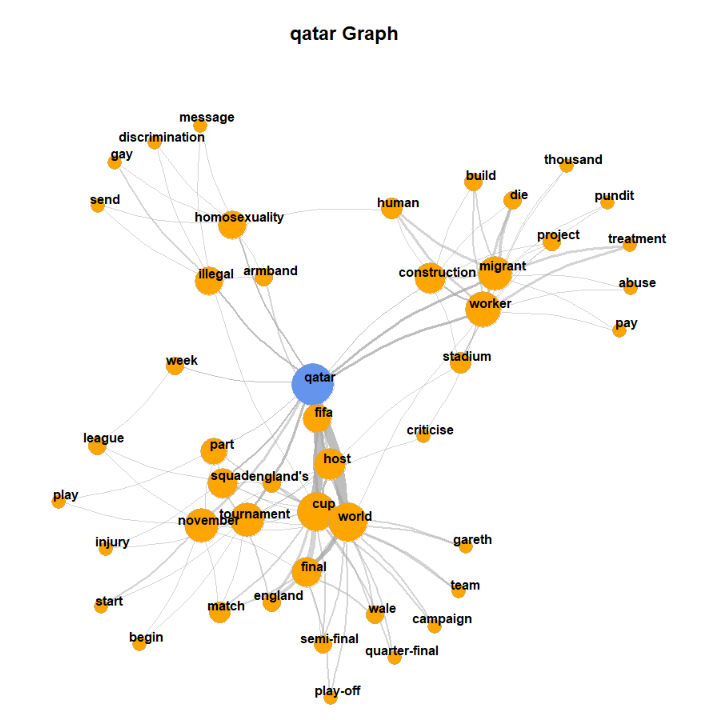 qatar Graph
message
discrimination
gay
send
homosexuality
illegal
armband
human
build
die
thousand
pundit
project
treatment
construction
migrant
abuse
worker
pay
stadium
week
qatar
fifa
criticise
league
part
host
squad
england's
play
cup
november
tournament
world
injury
gareth
final
team
start
match
england
wale
campaign
begin
semi-final
quarter-final
play-off